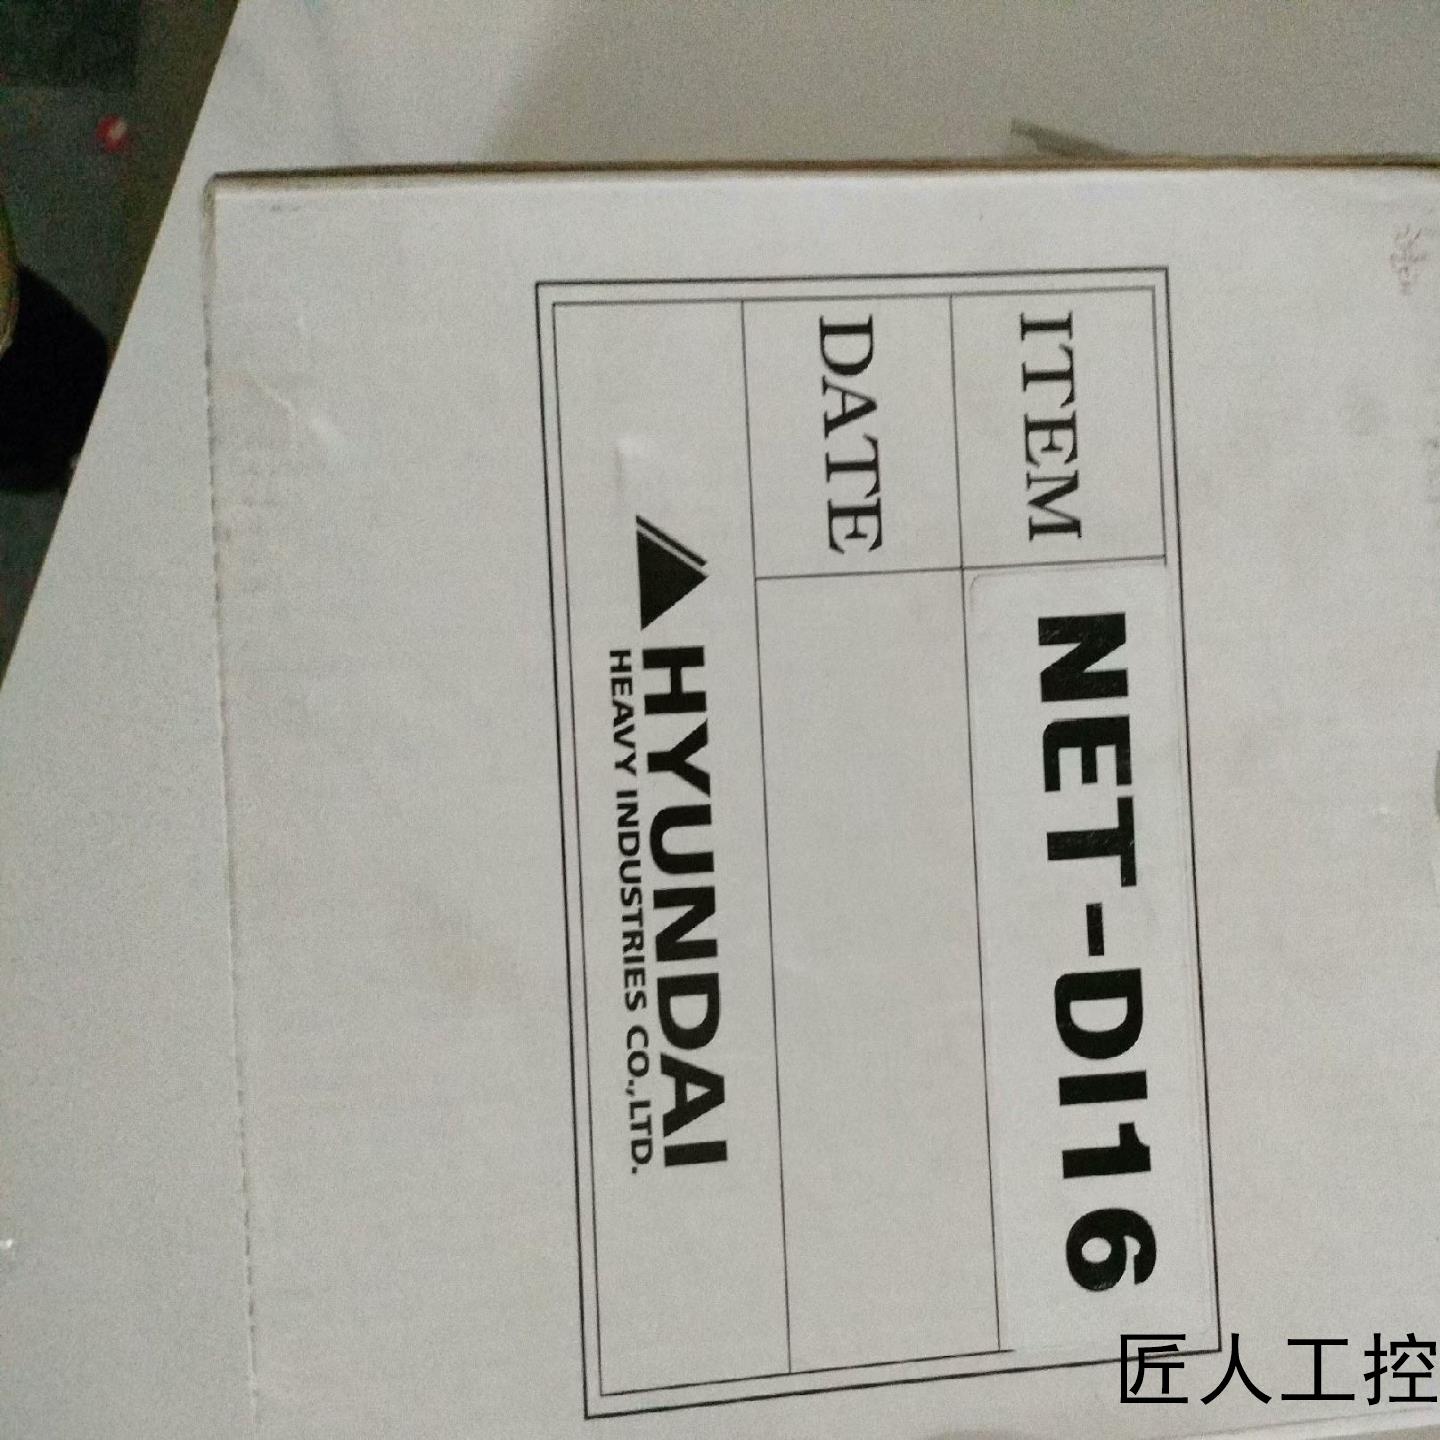 ITEM NET-DI16
DATE
HYUNDAI
HEAVY INDUSTRIES CO.,LTD.
匠人工控